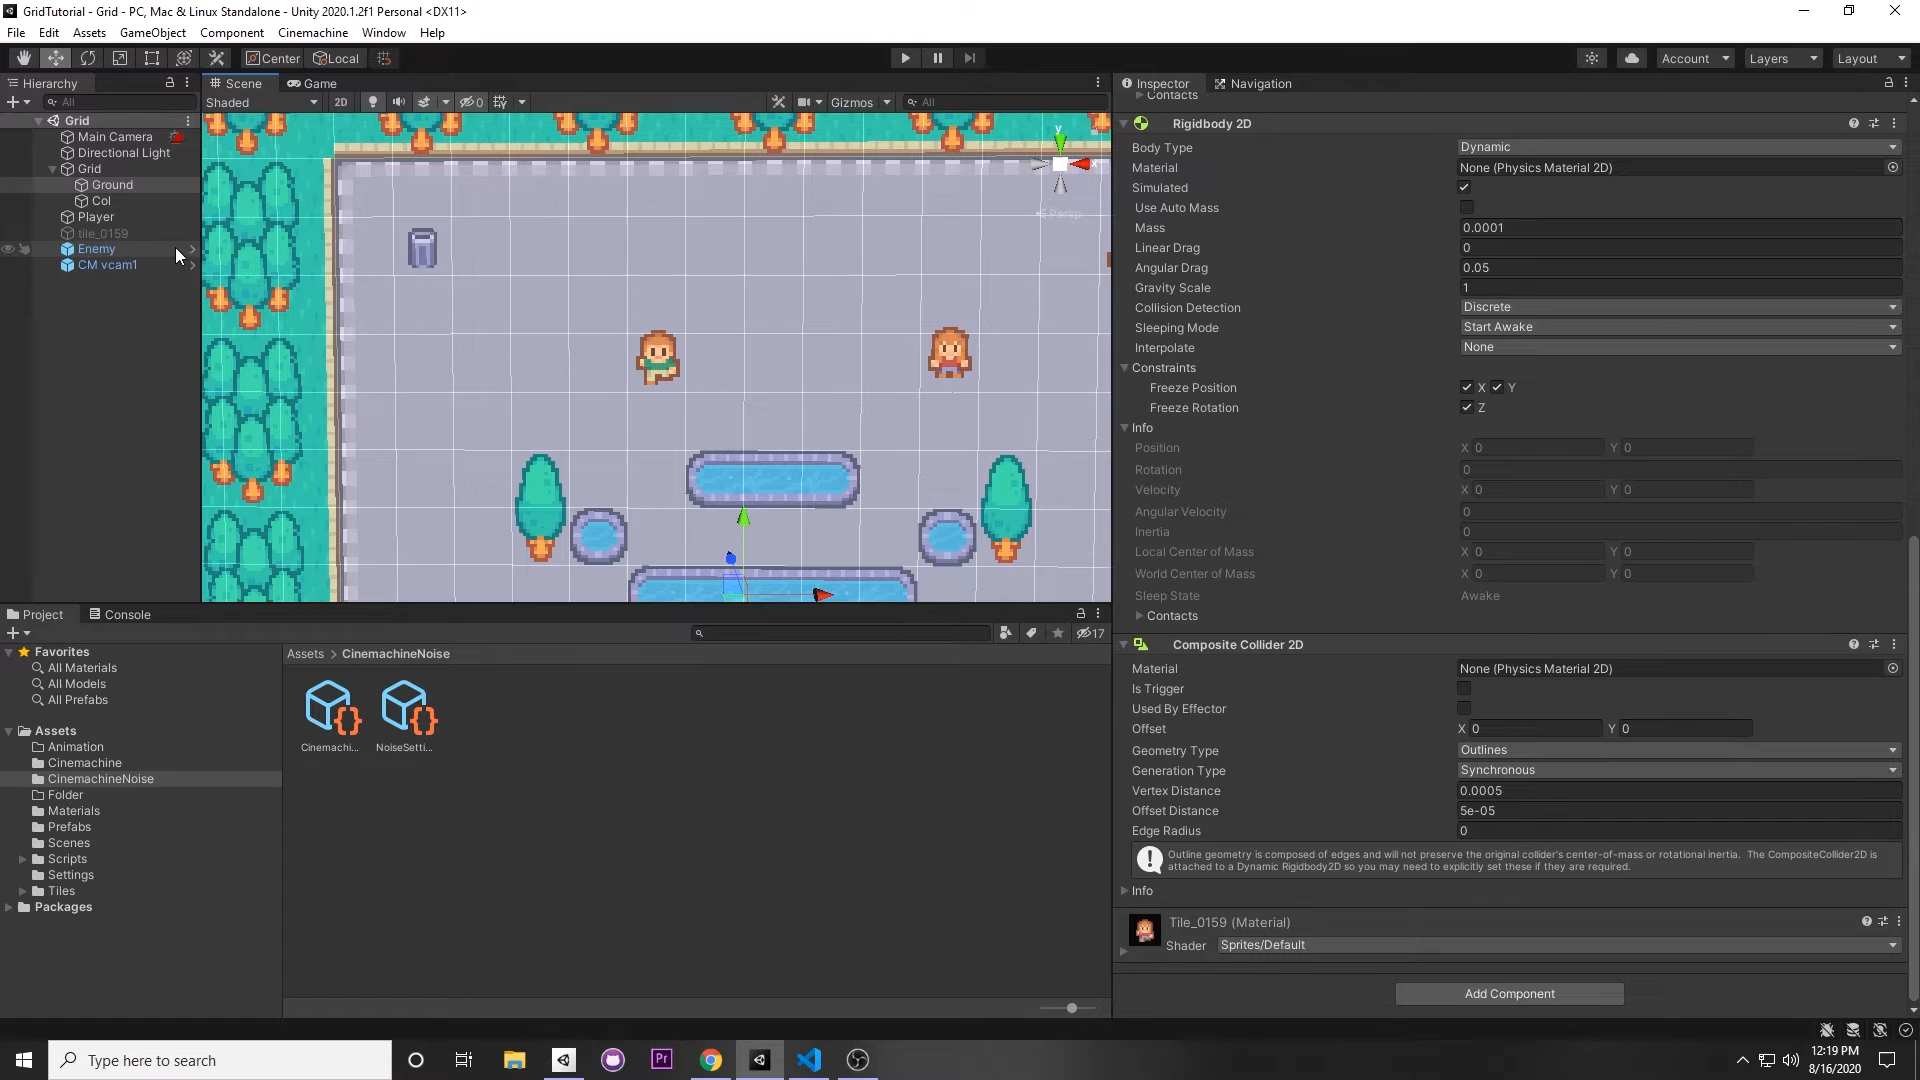 GridTutorial - Grid - PC, Mac & Linux Standalone - Unity 2020.1.2f1 Personal <DX11>
File Edit Assets GameObject Component Cinemachine Window Help
Center Local Account Layers Layout
Hierarchy
All
Grid
Main Camera
Directional Light
Grid
Ground
Col
Player
tile_0159
Enemy
CM vcam1
Scene Game
Shaded 2D 0 Gizmos All
y
x
Persp
Inspector Navigation
Contacts
Rigidbody 2D
Body Type Dynamic
Material None (Physics Material 2D)
Simulated
Use Auto Mass
Mass 0.0001
Linear Drag 0
Angular Drag 0.05
Gravity Scale 1
Collision Detection Discrete
Sleeping Mode Start Awake
Interpolate None
Constraints
Freeze Position X Y
Freeze Rotation Z
Info
Position X 0 Y 0
Rotation 0
Velocity X 0 Y 0
Angular Velocity 0
Inertia 0
Local Center of Mass X 0 Y 0
World Center of Mass X 0 Y 0
Sleep State Awake
Contacts
Composite Collider 2D
Material None (Physics Material 2D)
Is Trigger
Used By Effector
Offset X 0 Y 0
Geometry Type Outlines
Generation Type Synchronous
Vertex Distance 0.0005
Offset Distance 5e-05
Edge Radius 0
Outline geometry is composed of edges and will not preserve the original collider's center-of-mass or rotational inertia. The CompositeCollider2D is
attached to a Dynamic Rigidbody2D so you may need to explicitly set these if they are required.
Info
Tile_0159 (Material)
Shader Sprites/Default
Add Component
Project Console
17
Favorites
All Materials
All Models
All Prefabs
Assets
Animation
Cinemachine
CinemachineNoise
Folder
Materials
Prefabs
Scenes
Scripts
Settings
Tiles
Packages
Assets > CinemachineNoise
Cinemachi... NoiseSetti...
Type here to search
Pr
12:19 PM
8/16/2020